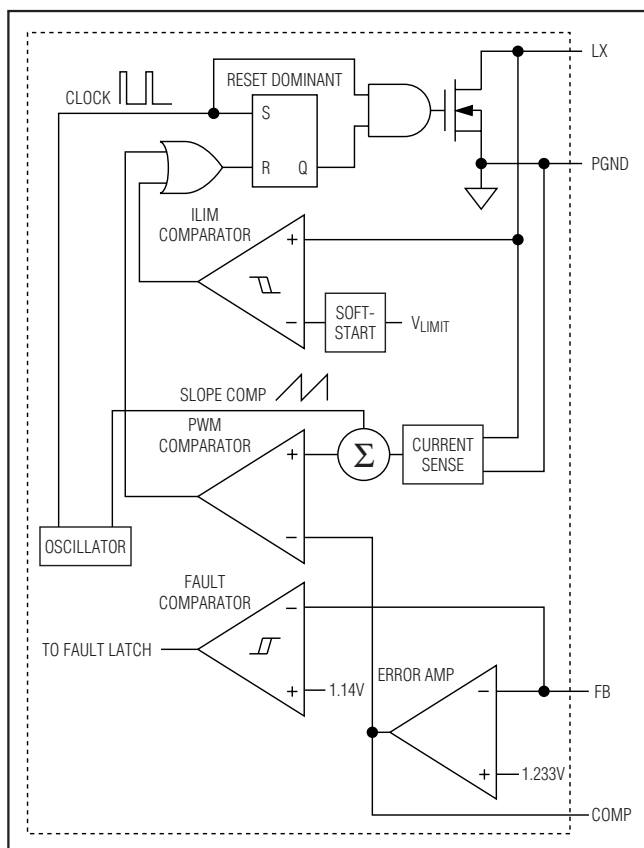 LX
RESET DOMINANT
CLOCK
S
R
Q
PGND
ILIM
COMPARATOR
+
−
SOFT-
START
VLIMIT
SLOPE COMP
PWM
COMPARATOR
+
−
Σ
CURRENT
SENSE
OSCILLATOR
FAULT
COMPARATOR
−
+
TO FAULT LATCH
1.14V
ERROR AMP
−
+
FB
1.233V
COMP